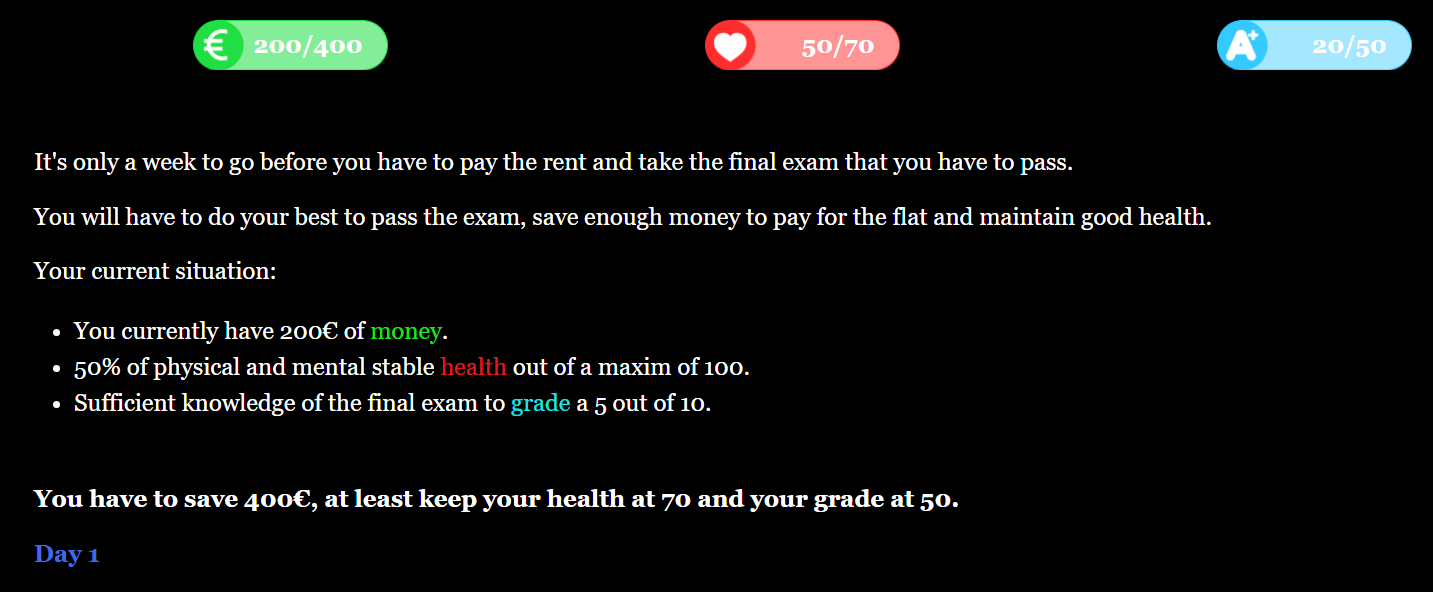 € 200/400 50/70 A+ 20/50
It's only a week to go before you have to pay the rent and take the final exam that you have to pass.
You will have to do your best to pass the exam, save enough money to pay for the flat and maintain good health.
Your current situation:
• You currently have 200€ of money.
• 50% of physical and mental stable health out of a maxim of 100.
• Sufficient knowledge of the final exam to grade a 5 out of 10.
You have to save 400€, at least keep your health at 70 and your grade at 50.
Day 1